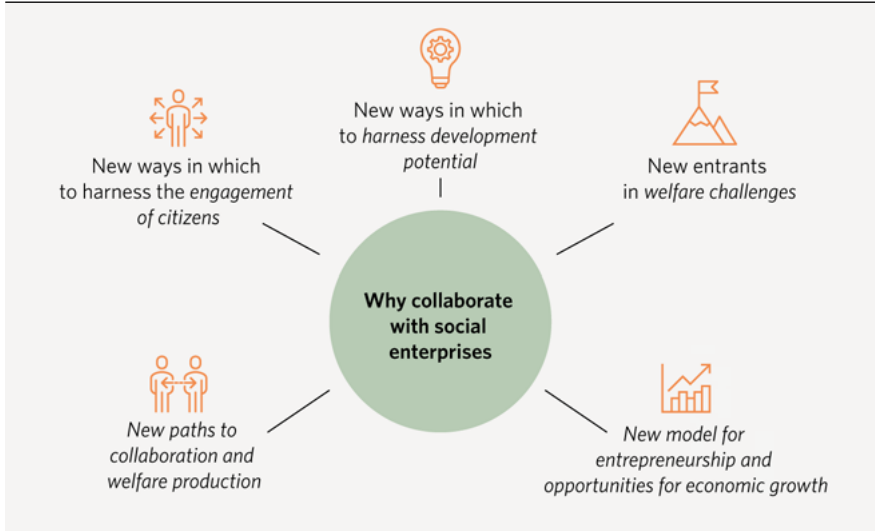 New ways in which
to harness development
potential
New ways in which
to harness the engagement
of citizens
New entrants
in welfare challenges
Why collaborate
with social
enterprises
New paths to
collaboration and
welfare production
New model for
entrepreneurship and
opportunities for economic growth